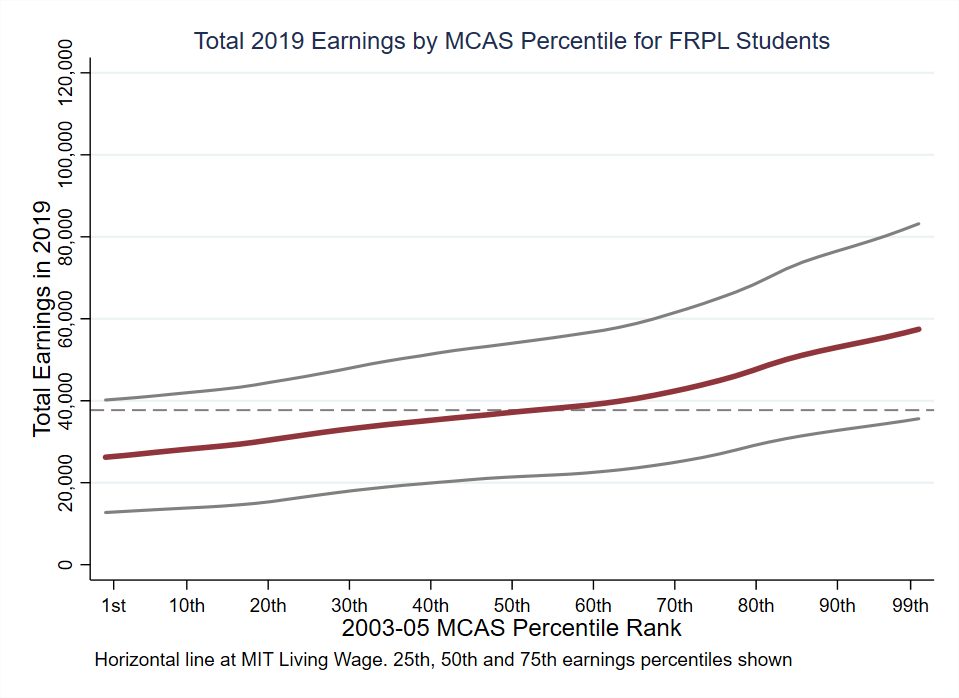 Total 2019 Earnings by MCAS Percentile for FRPL Students
Total Earnings in 2019
120,000
100,000
80,000
60,000
40,000
20,000
0
1st 10th 20th 30th 40th 50th 60th 70th 80th 90th 99th
2003-05 MCAS Percentile Rank
Horizontal line at MIT Living Wage. 25th, 50th and 75th earnings percentiles shown